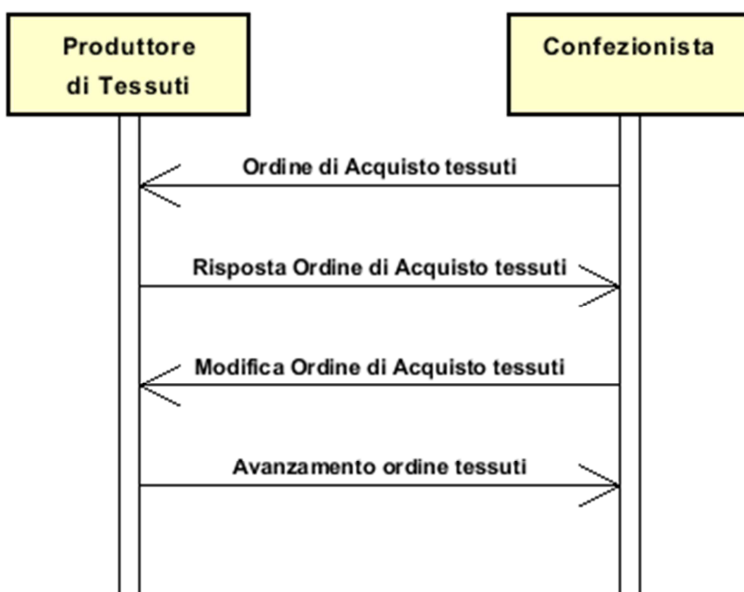 Produttore
di Tessuti
Confezionista
Ordine di Acquisto tessuti
Risposta Ordine di Acquisto tessuti
Modifica Ordine di Acquisto tessuti
Avanzamento ordine tessuti